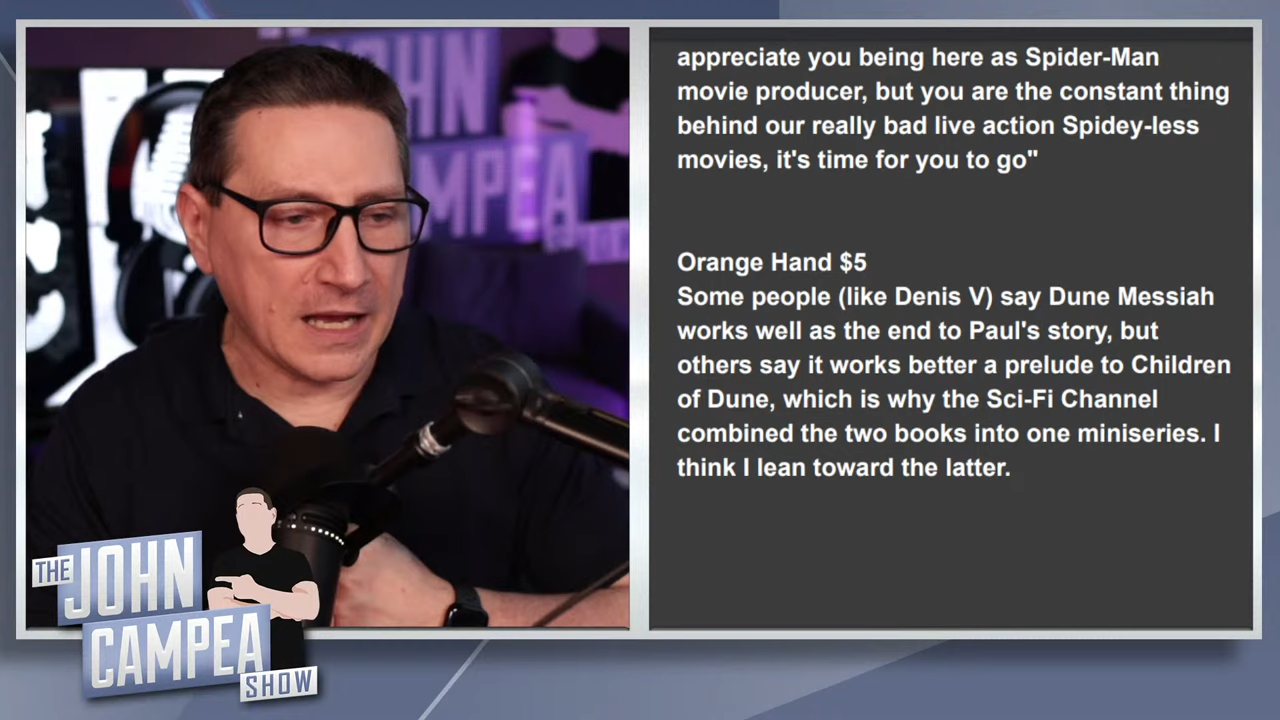 appreciate you being here as Spider-Man
movie producer, but you are the constant thing
behind our really bad live action Spidey-less
movies, it's time for you to go"
Orange Hand $5
Some people (like Denis V) say Dune Messiah
works well as the end to Paul's story, but
others say it works better a prelude to Children
of Dune, which is why the Sci-Fi Channel
combined the two books into one miniseries. I
think I lean toward the latter.
JOHN
CAMPEA
THE
JOHN
CAMPEA
SHOW